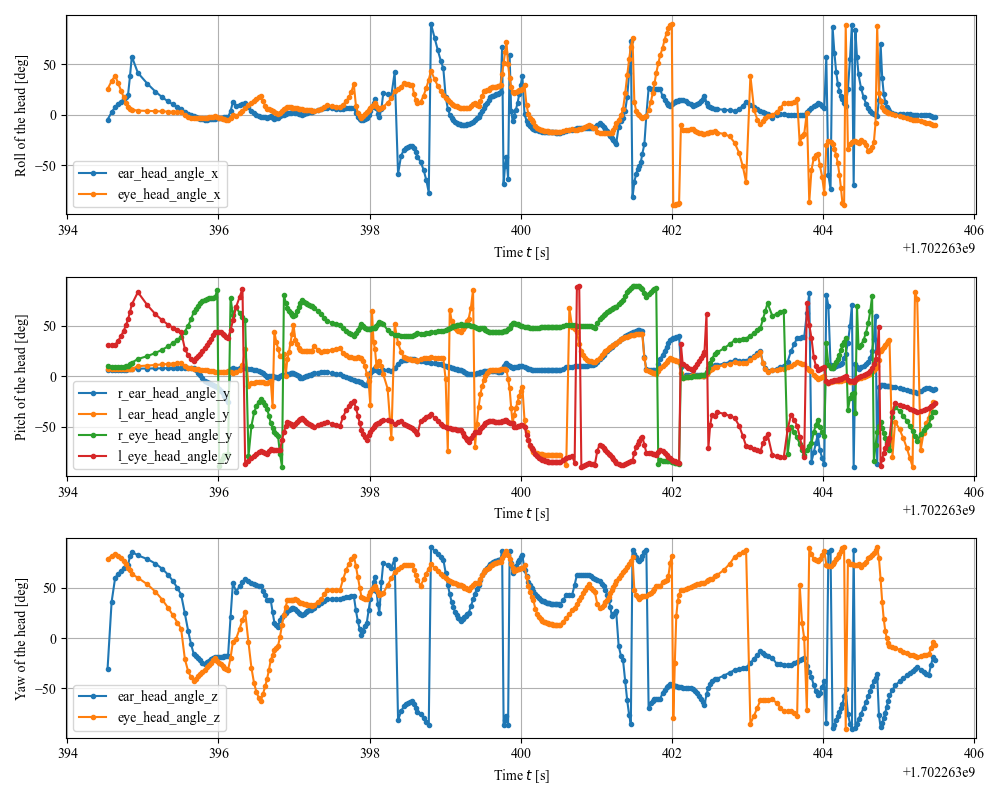 Roll of the head [deg]
50
0
−50
ear_head_angle_x
eye_head_angle_x
394 396 398 400 402 404 406
Time t [s]
+1.702263e9
Pitch of the head [deg]
50
0
−50
r_ear_head_angle_y
l_ear_head_angle_y
r_eye_head_angle_y
l_eye_head_angle_y
394 396 398 400 402 404 406
Time t [s]
+1.702263e9
Yaw of the head [deg]
50
0
−50
ear_head_angle_z
eye_head_angle_z
394 396 398 400 402 404 406
Time t [s]
+1.702263e9